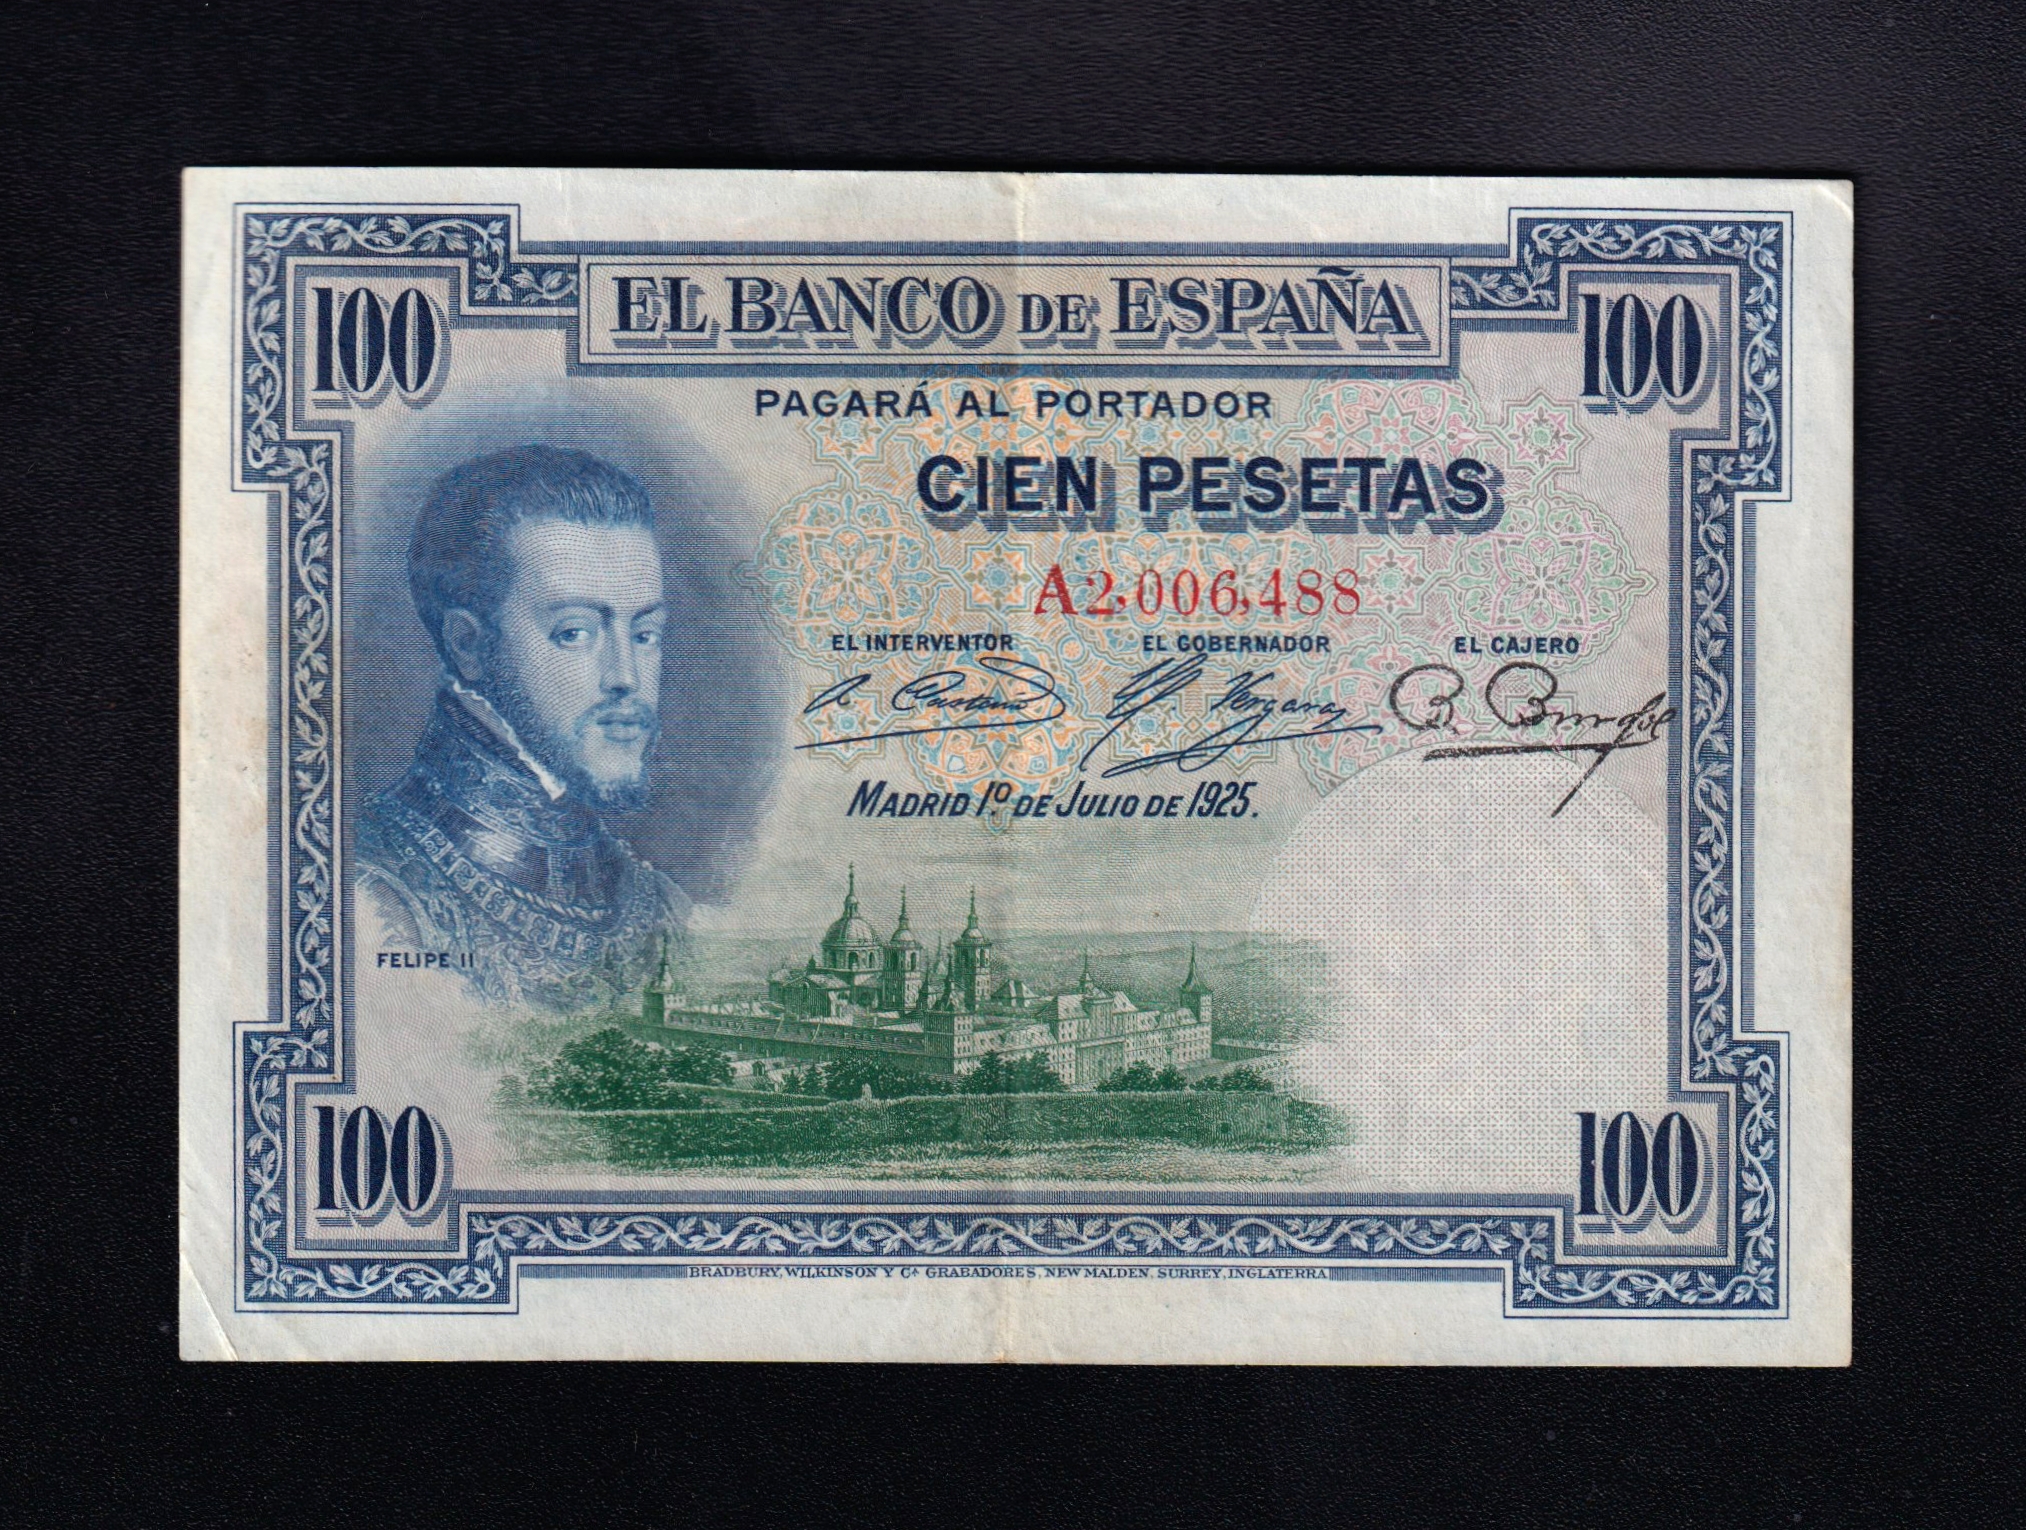 100
EL BANCO DE ESPAÑA
100
PAGARÁ AL PORTADOR
CIEN PESETAS
A2,006,488
EL INTERVENTOR EL GOBERNADOR EL CAJERO
Vergara
MADRID 1º DE JULIO DE 1925.
FELIPE II
100
100
BRADBURY, WILKINSON Y Cª GRABADORES, NEW MALDEN, SURREY, INGLATERRA